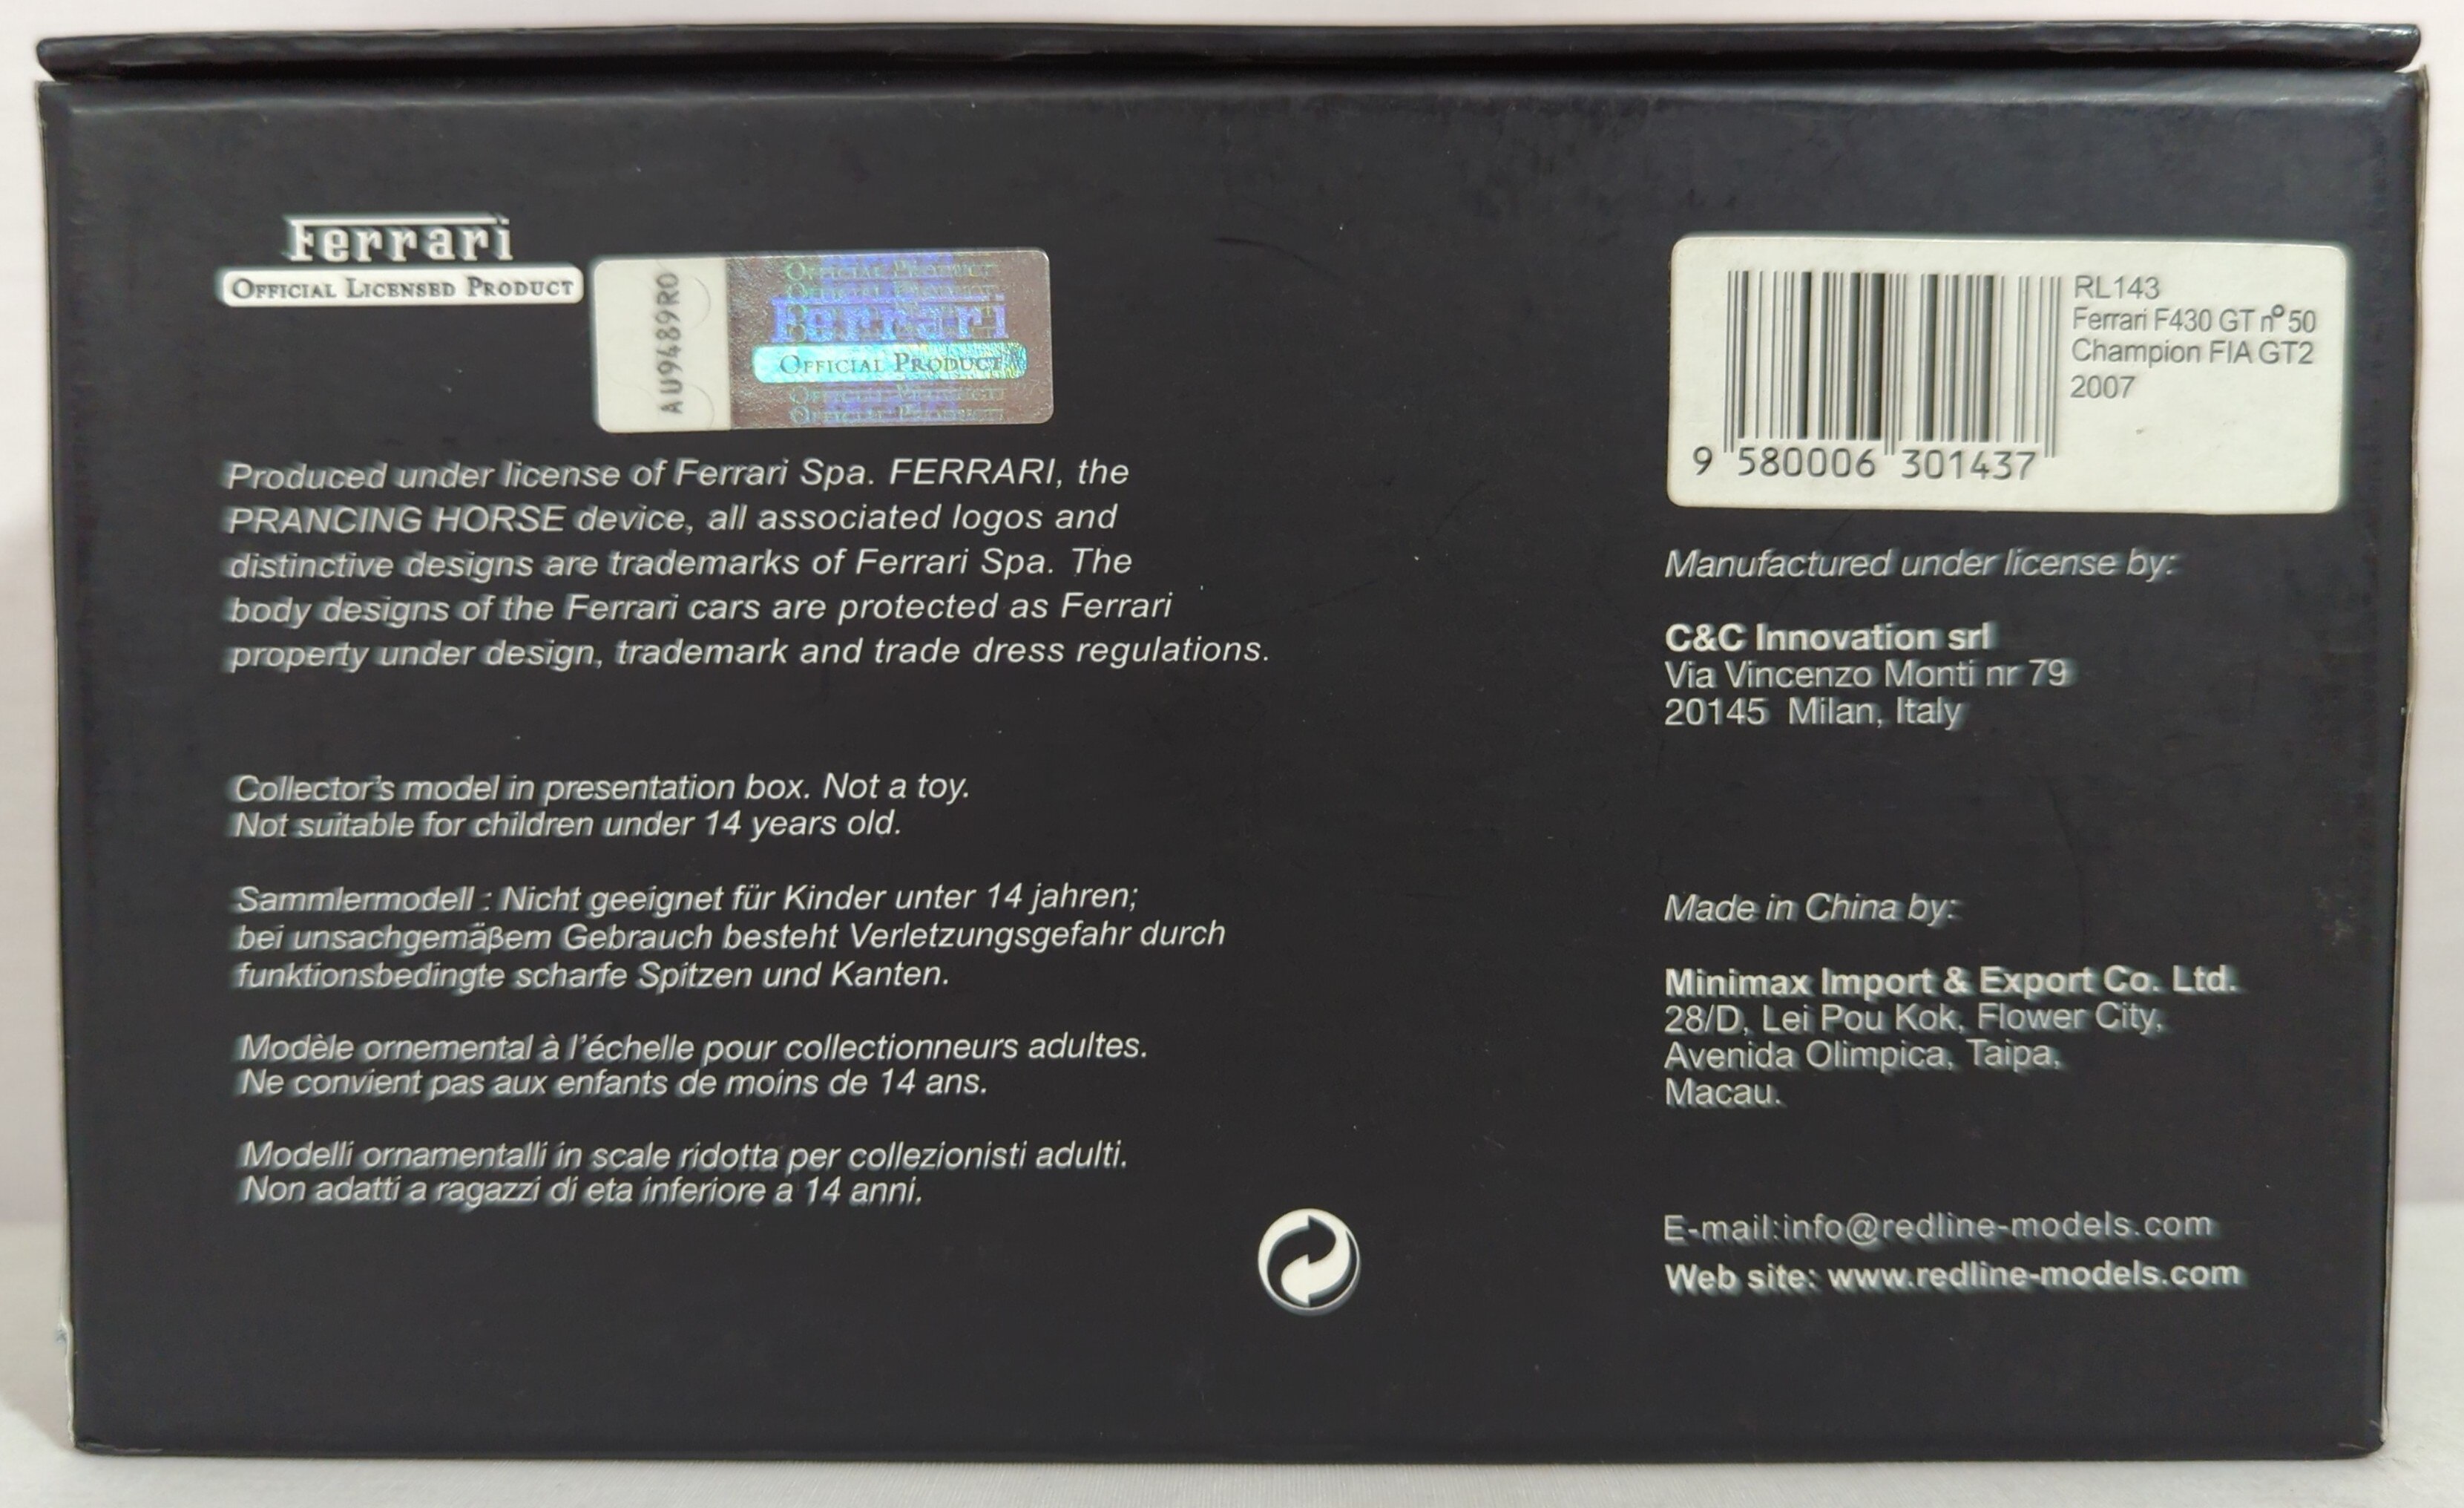 Ferrari
OFFICIAL LICENSED PRODUCT
AU9489R0
OFFICIAL PRODUCT
Ferrari
OFFICIAL PRODUCT
OFFICIAL PRODUCT
Produced under license of Ferrari Spa. FERRARI, the
PRANCING HORSE device, all associated logos and
distinctive designs are trademarks of Ferrari Spa. The
body designs of the Ferrari cars are protected as Ferrari
property under design, trademark and trade dress regulations.
Collector's model in presentation box. Not a toy.
Not suitable for children under 14 years old.
Sammlermodell : Nicht geeignet für Kinder unter 14 jahren;
bei unsachgemäβem Gebrauch besteht Verletzungsgefahr durch
funktionsbedingte scharfe Spitzen und Kanten.
Modèle ornemental à l'échelle pour collectionneurs adultes.
Ne convient pas aux enfants de moins de 14 ans.
Modelli ornamentalli in scale ridotta per collezionisti adulti.
Non adatti a ragazzi di eta inferiore a 14 anni.
RL143
Ferrari F430 GT nº 50
Champion FIA GT2
2007
9 580006 301437
Manufactured under license by:
C&C Innovation srl
Via Vincenzo Monti nr 79
20145 Milan, Italy
Made in China by:
Minimax Import & Export Co. Ltd.
28/D, Lei Pou Kok, Flower City,
Avenida Olimpica, Taipa,
Macau.
E-mail:info@redline-models.com
Web site: www.redline-models.com